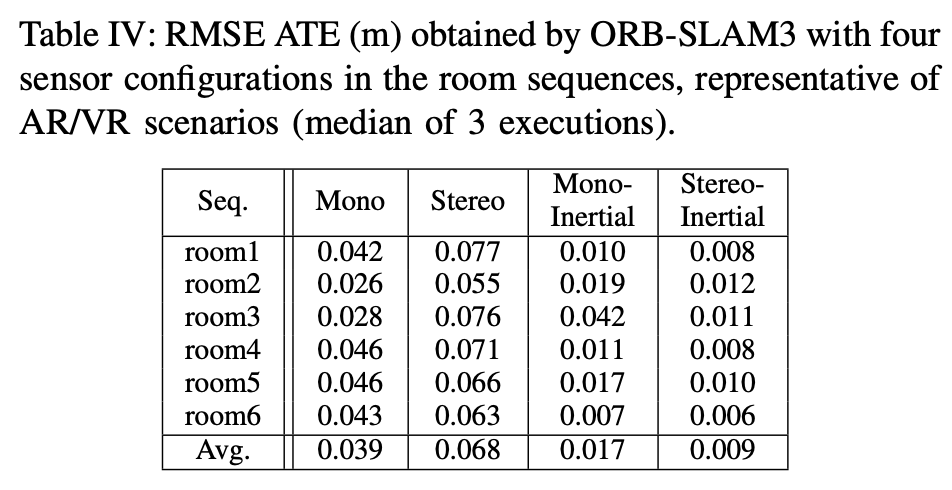 Table IV: RMSE ATE (m) obtained by ORB-SLAM3 with four
sensor configurations in the room sequences, representative of
AR/VR scenarios (median of 3 executions).
Seq. Mono Stereo Mono-Inertial Stereo-Inertial
room1 0.042 0.077 0.010 0.008
room2 0.026 0.055 0.019 0.012
room3 0.028 0.076 0.042 0.011
room4 0.046 0.071 0.011 0.008
room5 0.046 0.066 0.017 0.010
room6 0.043 0.063 0.007 0.006
Avg. 0.039 0.068 0.017 0.009